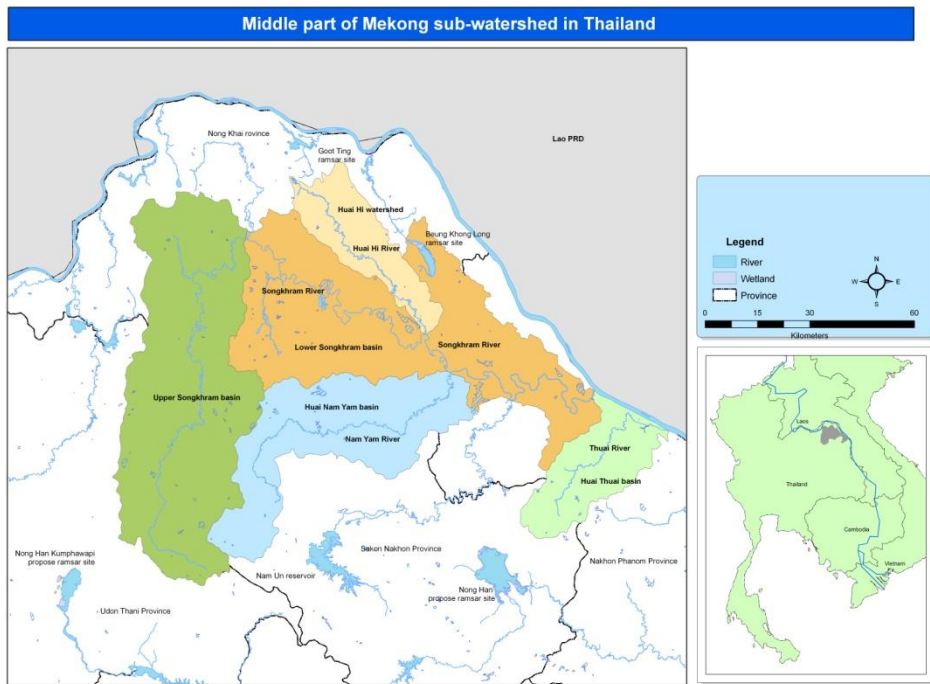 Middle part of Mekong sub-watershed in Thailand
Nong Khai rovince
Goot Ting
ramsar site
Lao PRD
Huai Hi watershed
Beung Khong Long
ramsar site
Huai Hi River
Songkhram River
Lower Songkhram basin
Songkhram River
Upper Songkhram basin
Huai Nam Yam basin
Nam Yam River
Thuai River
Huai Thuai basin
Nong Han Kumphawapi
propose ramsar site
Sakon Nakhon Province
Nakhon Phanom Province
Nam Un reservoir
Nong Han
propose ramsar site
Udon Thani Province
Legend
River
Wetland
Province
N
W
E
S
0
30
60
Kilometers
Laos
Thailand
Cambodia
Vietnam